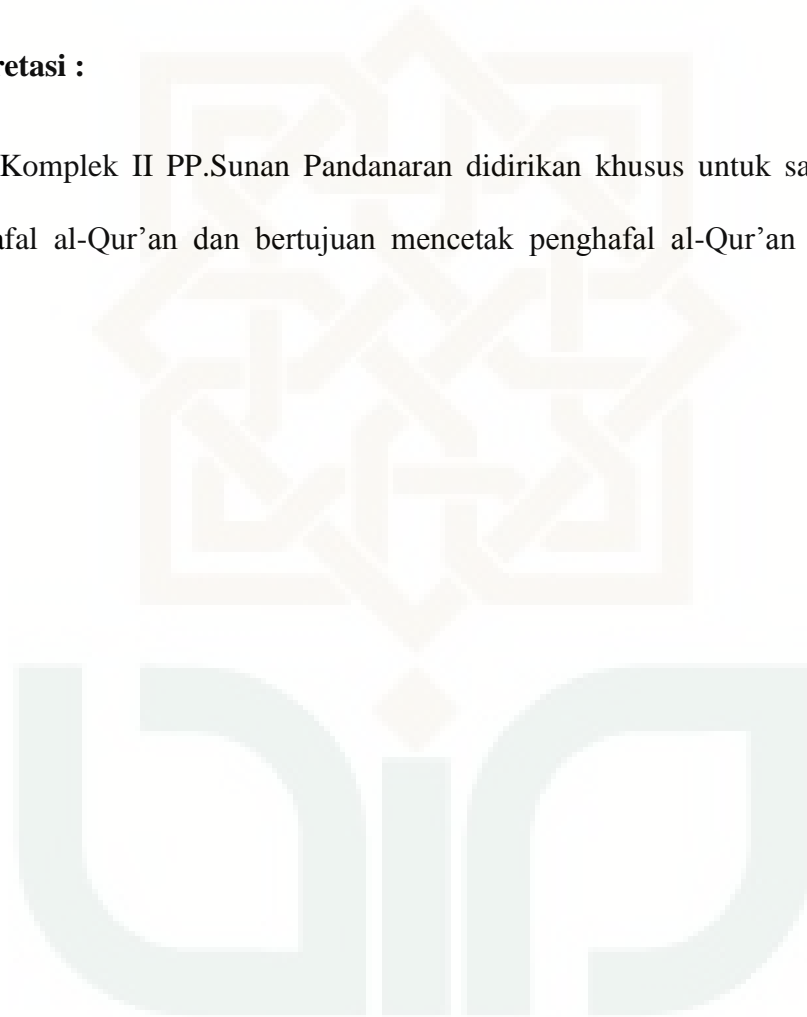 retasi :
Komplek II PP.Sunan Pandanaran didirikan khusus untuk sa
afal al-Qur’an dan bertujuan mencetak penghafal al-Qur’an